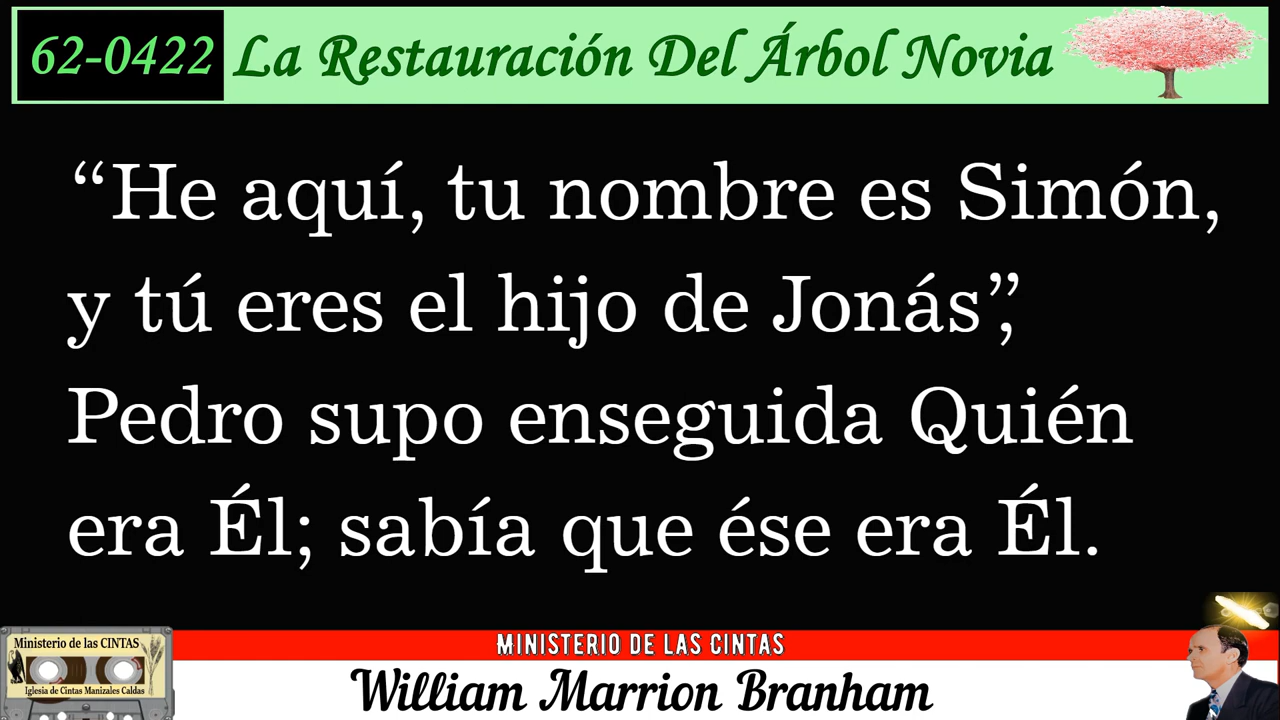 62-0422 La Restauración Del Árbol Novia
“He aquí, tu nombre es Simón,
y tú eres el hijo de Jonás”,
Pedro supo enseguida Quién
era Él; sabía que ése era Él.
Ministerio de las CINTAS
Iglesia de Cintas Manizales Caldas
MINISTERIO DE LAS CINTAS
William Marrion Branham